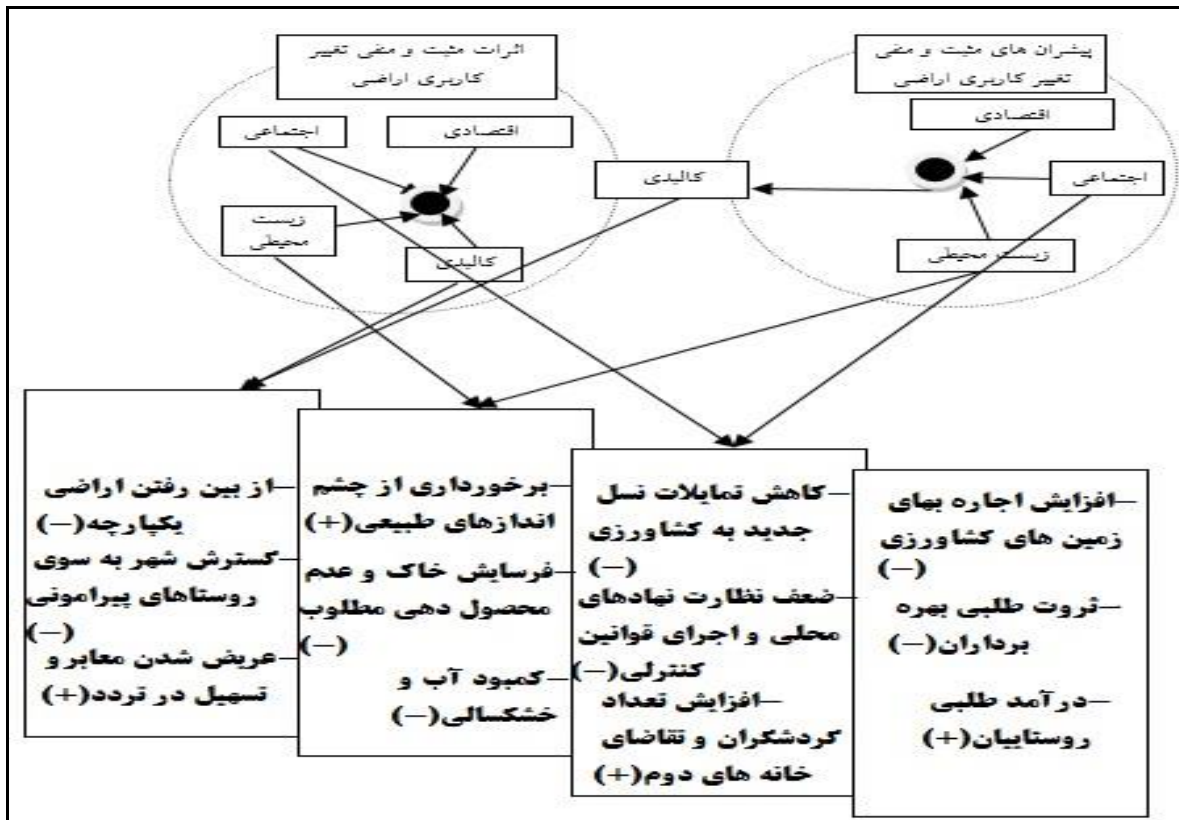 پیشران های مثبت و منفی
تغییر کاربری اراضی
اقتصادی
اجتماعی
زیست محیطی
کالبدی
اثرات مثبت و منفی تغییر
کاربری اراضی
اقتصادی
اجتماعی
زیست
محیطی
کالبدی
–افزایش اجاره بهای
زمین های کشاورزی
(–)
–ثروت طلبی بهره
برداران(–)
–درآمد طلبی
روستاییان(+)
–کاهش تمایلات نسل
جدید به کشاورزی
(–)
–ضعف نظارت نهادهای
محلی و اجرای قوانین
کنترلی(–)
–افزایش تعداد
گردشگران و تقاضای
خانه های دوم(+)
–برخورداری از چشم
اندازهای طبیعی(+)
–فرسایش خاک و عدم
محصول دهی مطلوب
(–)
–کمبود آب و
خشکسالی(–)
–از بین رفتن اراضی
یکپارچه(–)
–گسترش شهر به سوی
روستاهای پیرامونی
(–)
–عریض شدن معابر و
تسهیل در تردد(+)